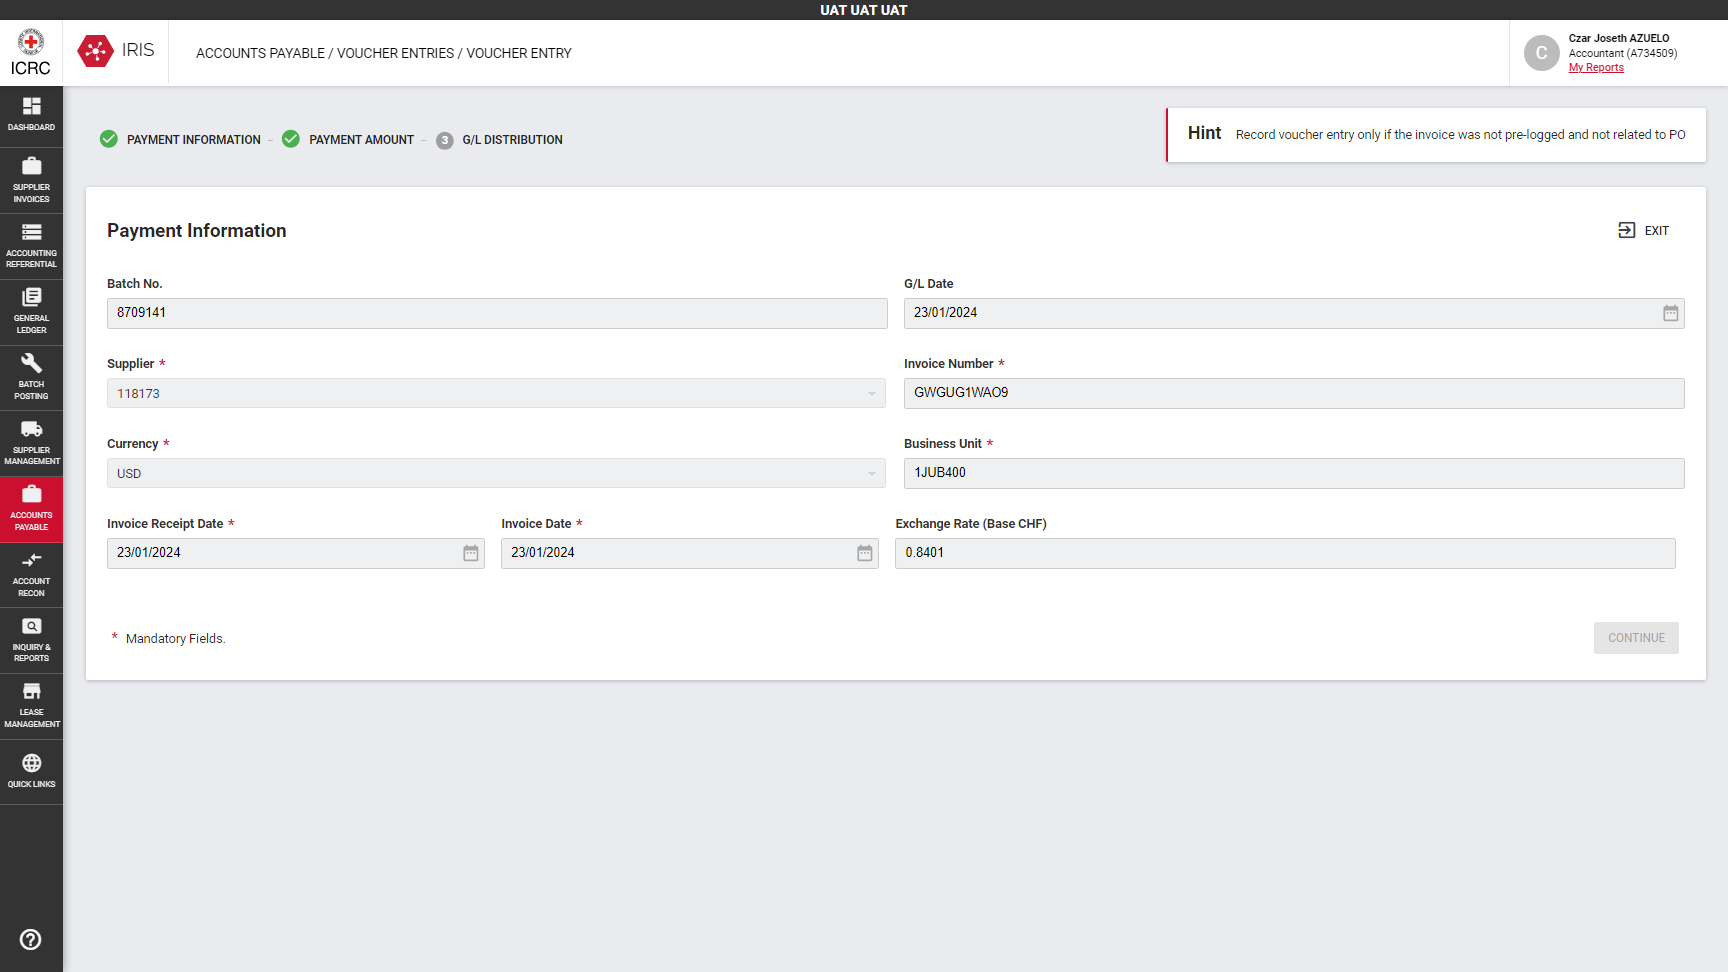 UAT UAT UAT
ICRC
IRIS
ACCOUNTS PAYABLE / VOUCHER ENTRIES / VOUCHER ENTRY
C
Czar Joseth AZUELO
Accountant (A734509)
My Reports
DASHBOARD
SUPPLIER
INVOICES
ACCOUNTING
REFERENTIAL
GENERAL
LEDGER
BATCH
POSTING
SUPPLIER
MANAGEMENT
ACCOUNTS
PAYABLE
ACCOUNT
RECON
INQUIRY &
REPORTS
LEASE
MANAGEMENT
QUICK LINKS
PAYMENT INFORMATION - PAYMENT AMOUNT - 3 G/L DISTRIBUTION
Hint Record voucher entry only if the invoice was not pre-logged and not related to PO
Payment Information
EXIT
Batch No.
8709141
G/L Date
23/01/2024
Supplier *
118173
Invoice Number *
GWGUG1WAO9
Currency *
USD
Business Unit *
1JUB400
Invoice Receipt Date *
23/01/2024
Invoice Date *
23/01/2024
Exchange Rate (Base CHF)
0.8401
* Mandatory Fields.
CONTINUE